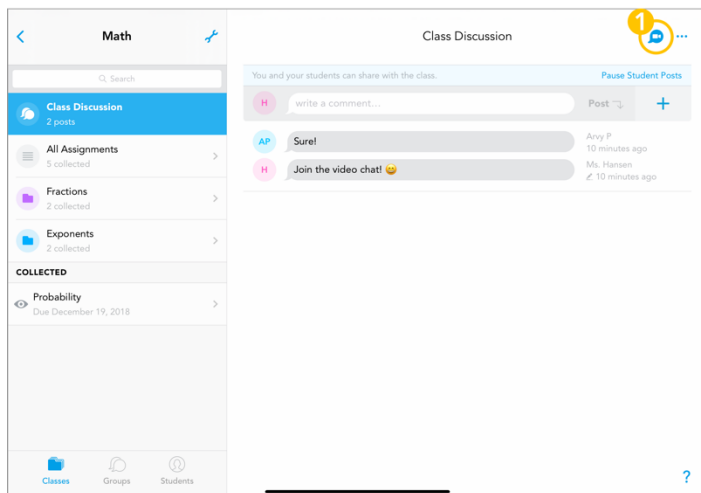 Math
Search
Class Discussion
2 posts
All Assignments
5 collected
Fractions
2 collected
Exponents
2 collected
COLLECTED
Probability
Due December 19, 2018
Classes
Groups
Students
Class Discussion
1
You and your students can share with the class.
Pause Student Posts
H
write a comment...
Post
AP
Sure!
Arvy P
10 minutes ago
H
Join the video chat! 😀
Ms. Hansen
10 minutes ago
?